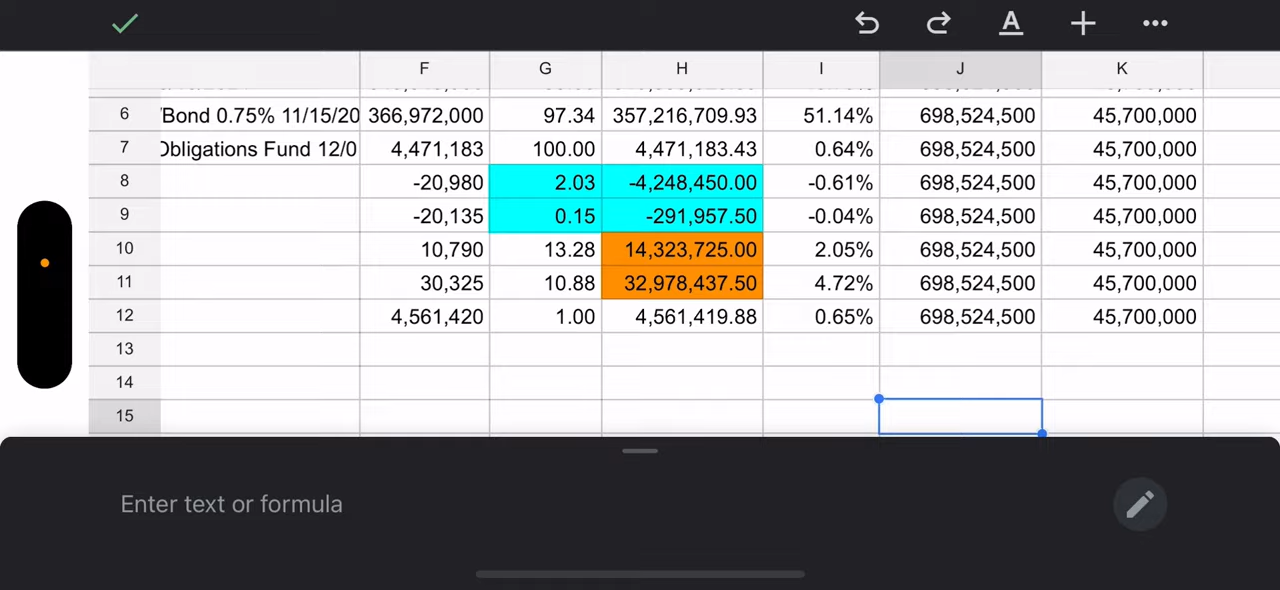 F G H I J K
6 /Bond 0.75% 11/15/20 366,972,000 97.34 357,216,709.93 51.14% 698,524,500 45,700,000
7 Obligations Fund 12/0 4,471,183 100.00 4,471,183.43 0.64% 698,524,500 45,700,000
8 -20,980 2.03 -4,248,450.00 -0.61% 698,524,500 45,700,000
9 -20,135 0.15 -291,957.50 -0.04% 698,524,500 45,700,000
10 10,790 13.28 14,323,725.00 2.05% 698,524,500 45,700,000
11 30,325 10.88 32,978,437.50 4.72% 698,524,500 45,700,000
12 4,561,420 1.00 4,561,419.88 0.65% 698,524,500 45,700,000
13
14
15
Enter text or formula